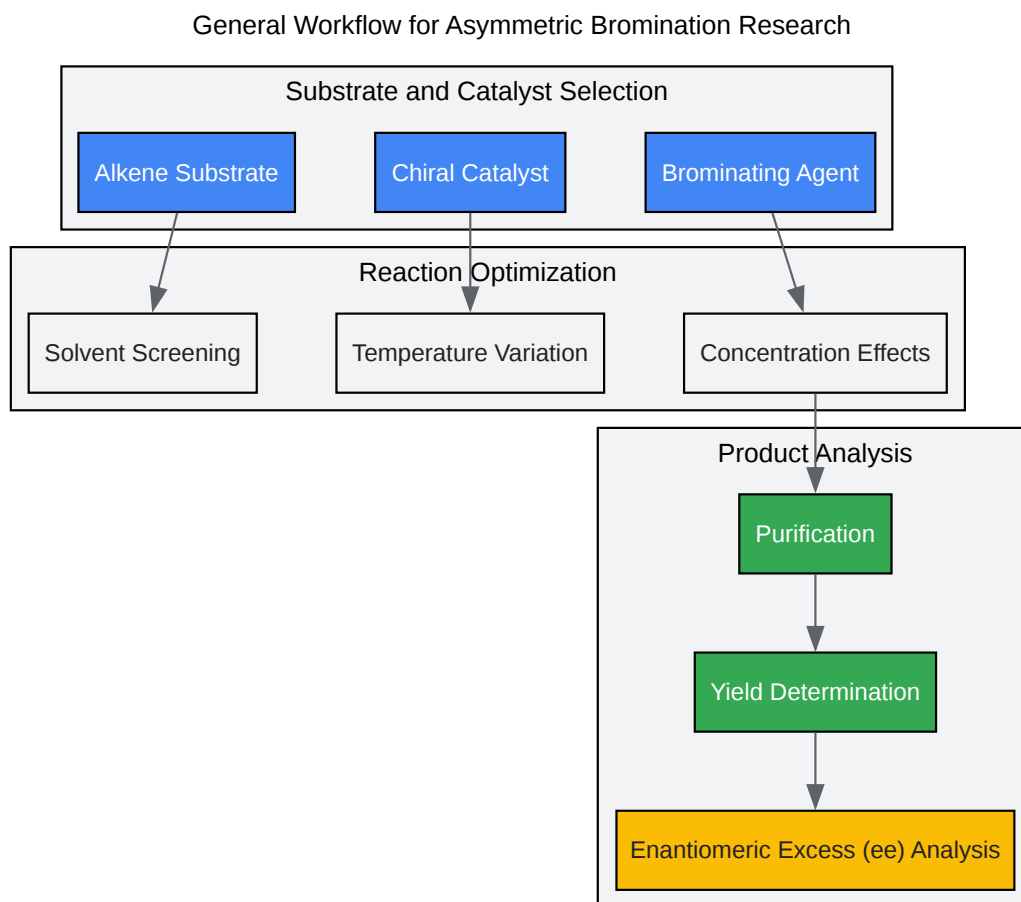 General Workflow for Asymmetric Bromination Research
Substrate and Catalyst Selection
Alkene Substrate
Chiral Catalyst
Brominating Agent
Reaction Optimization
Solvent Screening
Temperature Variation
Concentration Effects
Product Analysis
Purification
Yield Determination
Enantiomeric Excess (ee) Analysis